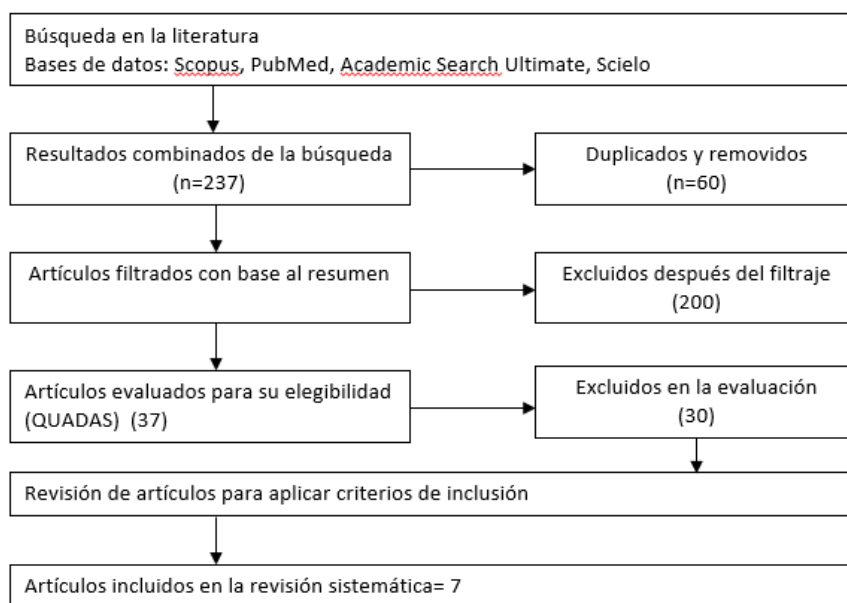 Búsqueda en la literatura
Bases de datos: Scopus, PubMed, Academic Search Ultimate, Scielo
Resultados combinados de la búsqueda
(n=237)
Duplicados y removidos
(n=60)
Artículos filtrados con base al resumen
Excluidos después del filtraje
(200)
Artículos evaluados para su elegibilidad
(QUADAS) (37)
Excluidos en la evaluación
(30)
Revisión de artículos para aplicar criterios de inclusión
Artículos incluidos en la revisión sistemática= 7